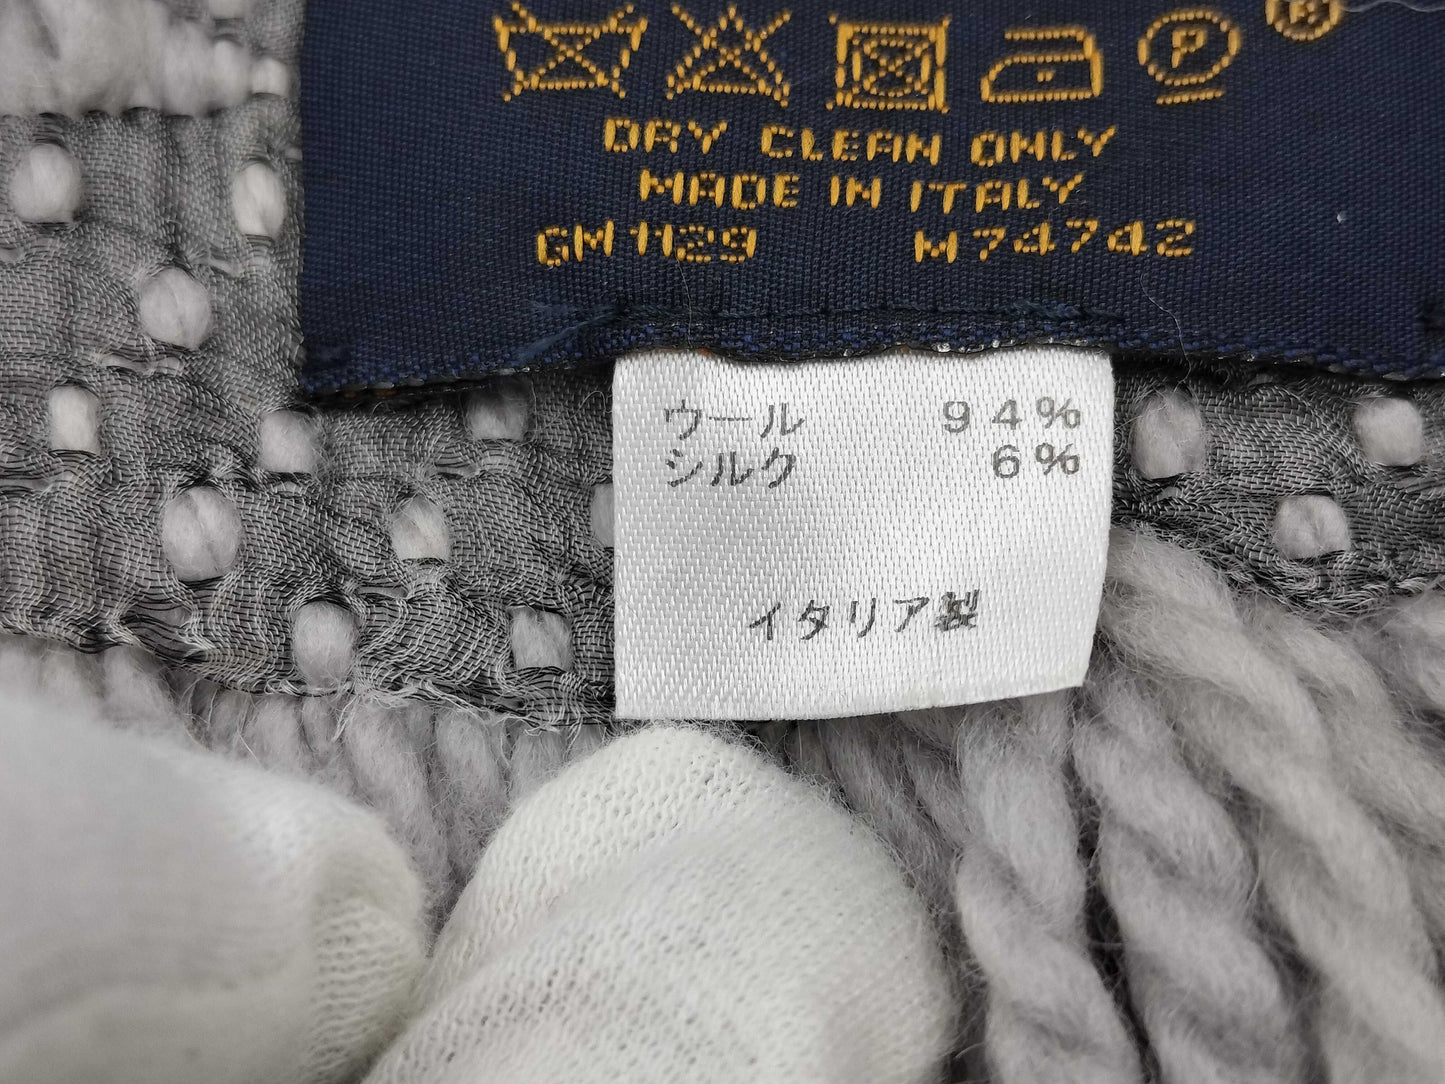 DRY CLEAN ONLY
MADE IN ITALY
GM1129 M74742
ウール 94%
シルク 6%
イタリア製